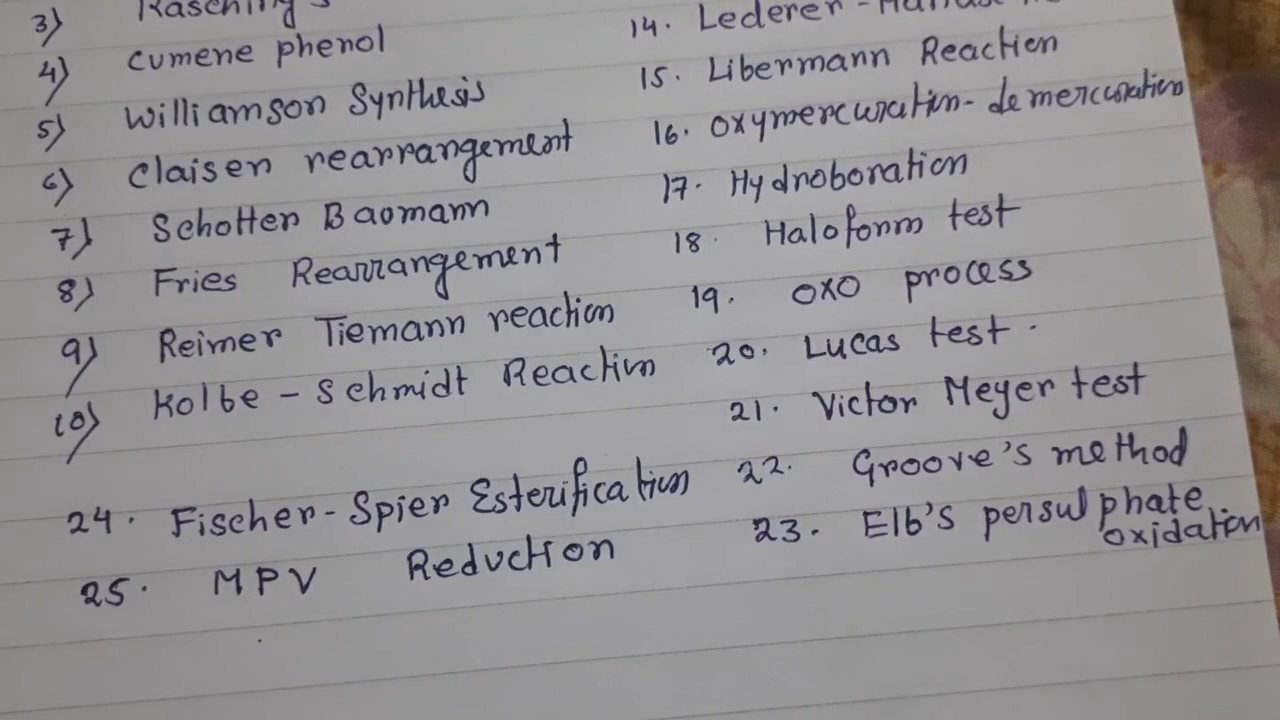 3) Rasching's
4) cumene phenol
5) Williamson Synthesis
6) Claisen rearrangement
7) Schotten Baomann
8) Fries Rearrangement
9) Reimer Tiemann reaction
10) Kolbe - Schmidt Reaction
24. Fischer-Spier Esterification
25. MPV Reduction
14. Lederer -
15. Libermann Reaction
16. Oxymercuration-demercuration
17. Hydroboration
18. Haloform test
19. OXO process
20. Lucas test.
21. Victor Meyer test
22. Groove's method
23. Elb's persulphate
oxidation